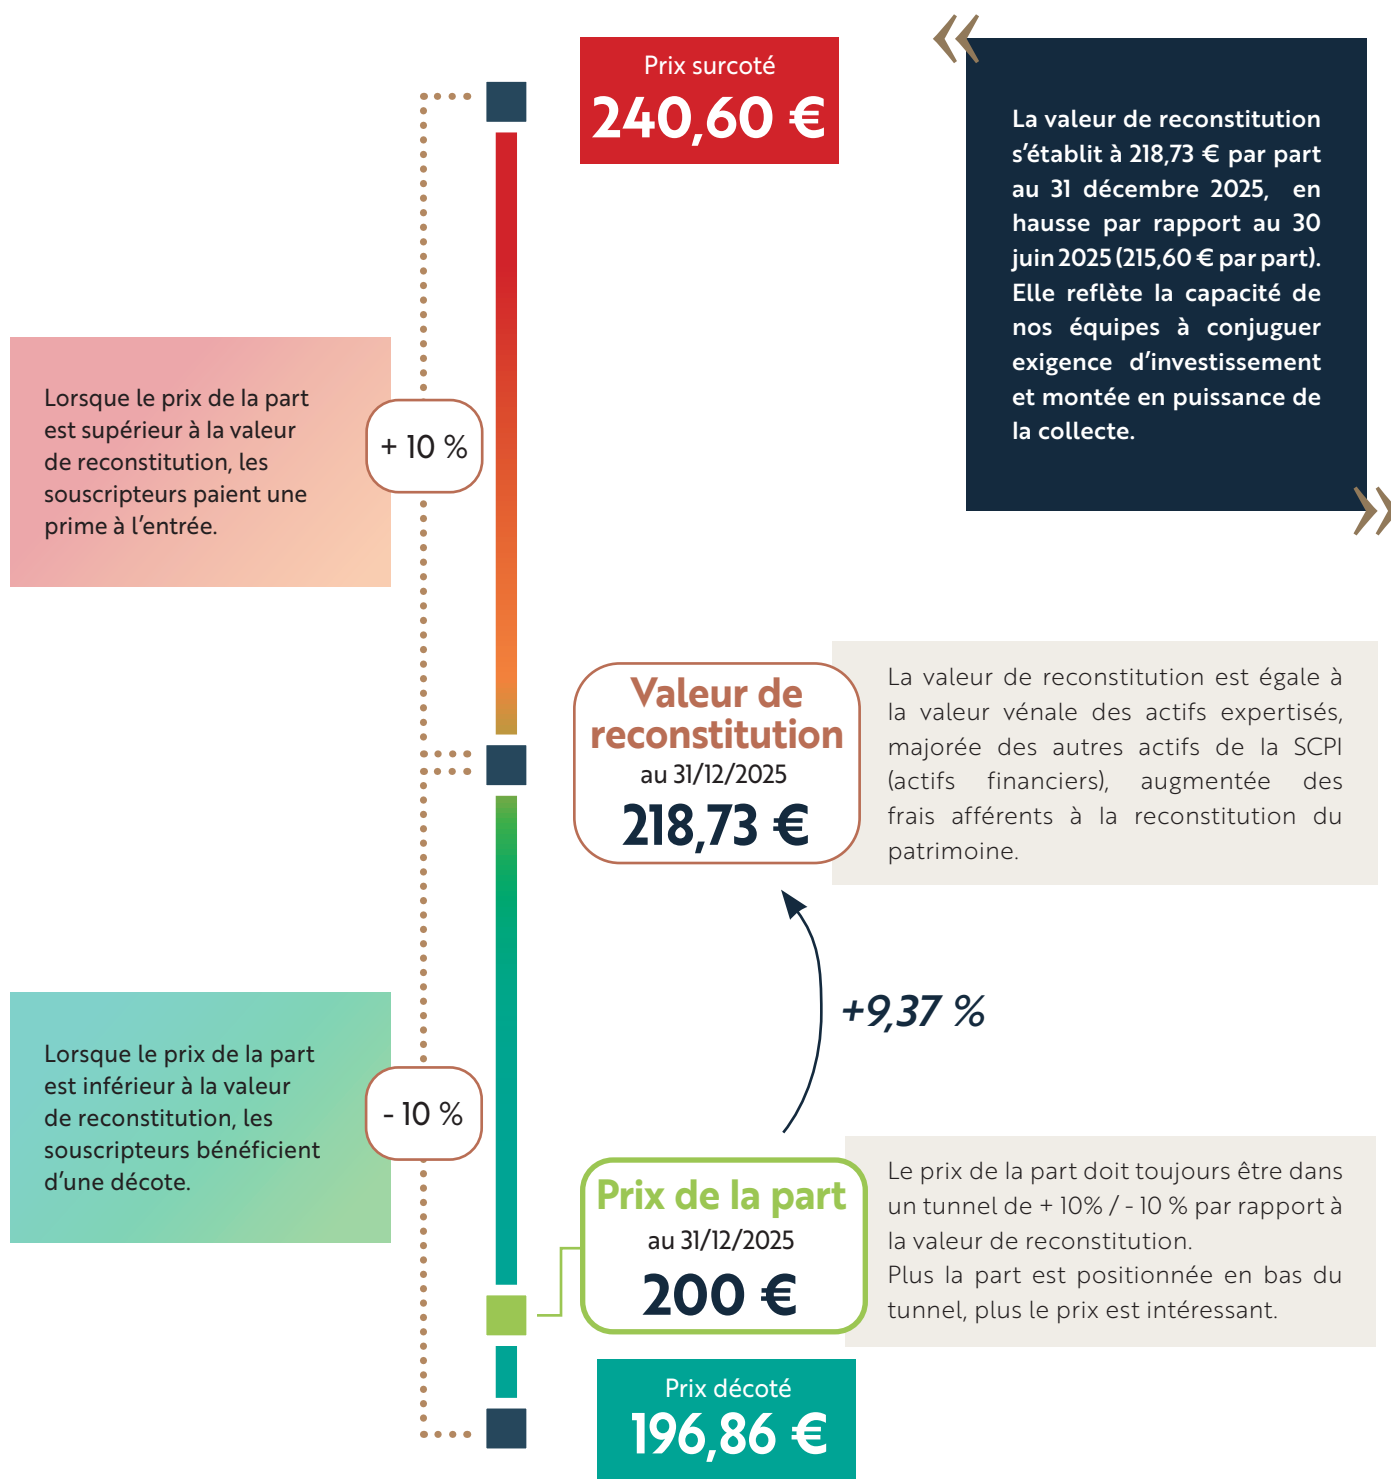 Prix surcoté
240,60 €
«
La valeur de reconstitution
s’établit à 218,73 € par part
au 31 décembre 2025, en
hausse par rapport au 30
juin 2025 (215,60 € par part).
Elle reflète la capacité de
nos équipes à conjuguer
exigence d’investissement
et montée en puissance de
la collecte.
»
Lorsque le prix de la part
est supérieur à la valeur
de reconstitution, les
souscripteurs paient une
prime à l’entrée.
+ 10 %
Valeur de
reconstitution
au 31/12/2025
218,73 €
La valeur de reconstitution est égale à
la valeur vénale des actifs expertisés,
majorée des autres actifs de la SCPI
(actifs financiers), augmentée des
frais afférents à la reconstitution du
patrimoine.
+9,37 %
Lorsque le prix de la part
est inférieur à la valeur
de reconstitution, les
souscripteurs bénéficient
d’une décote.
- 10 %
Prix de la part
au 31/12/2025
200 €
Le prix de la part doit toujours être dans
un tunnel de + 10% / - 10 % par rapport à
la valeur de reconstitution.
Plus la part est positionnée en bas du
tunnel, plus le prix est intéressant.
Prix décoté
196,86 €